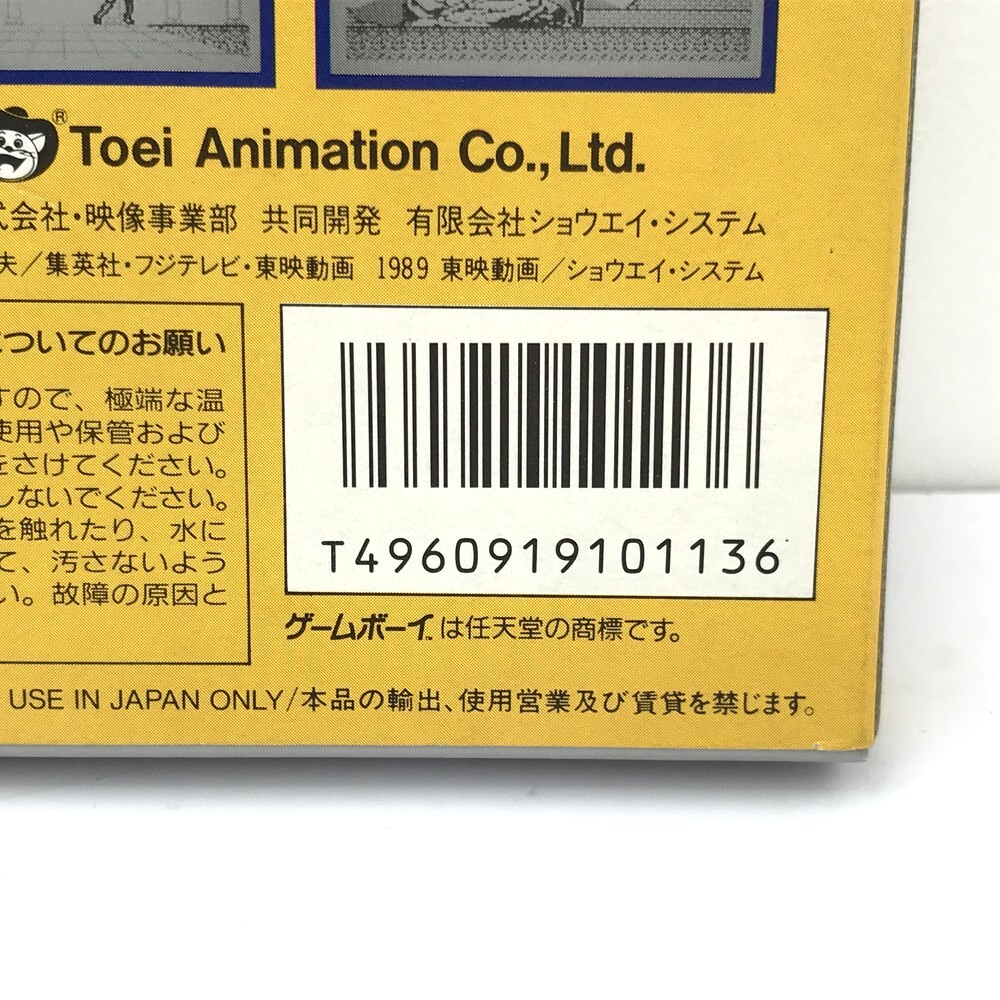 ® Toei Animation Co., Ltd.
式会社・映像事業部 共同開発 有限会社ショウエイ・システム
夫／集英社・フジテレビ・東映動画 1989 東映動画／ショウエイ・システム
についてのお願い
すので、極端な温
使用や保管および
をさけてください。
しないでください。
を触れたり、水に
て、汚さないよう
い。故障の原因と
T4960919101136
ゲームボーイ™は任天堂の商標です。
USE IN JAPAN ONLY/本品の輸出、使用営業及び賃貸を禁じます。